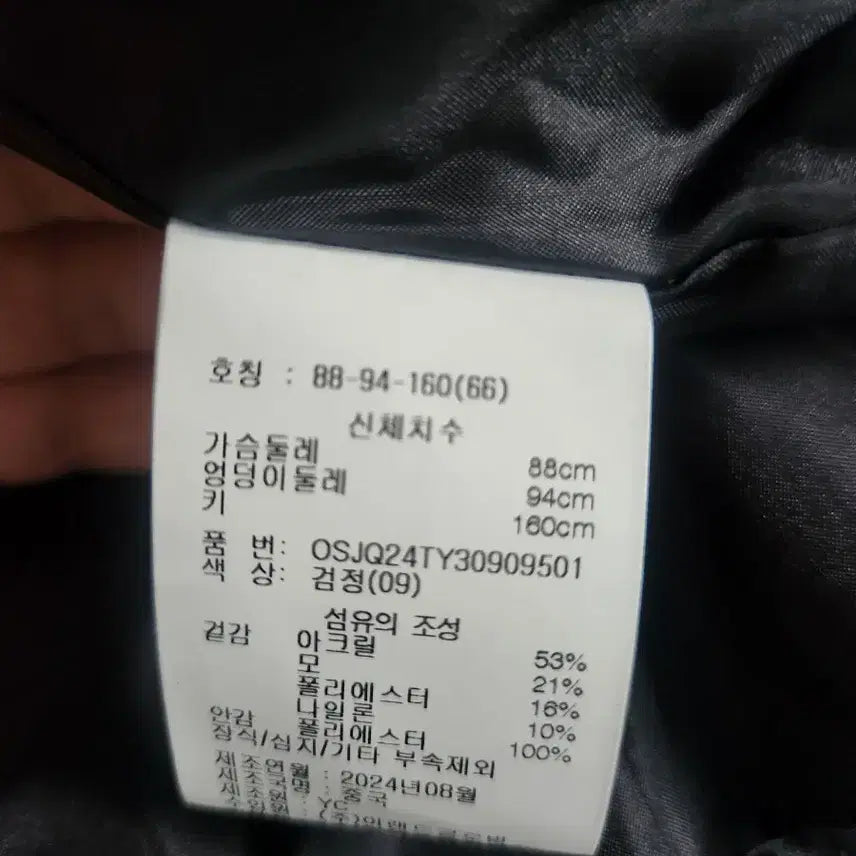 호칭 : 88-94-160(66)
신체치수
가슴둘레 88cm
엉덩이둘레 94cm
키 160cm
품 번: OSJQ24TY30909501
색 상: 검정(09)
섬유의 조성
겉감 아크릴 53%
모 21%
폴리에스터 16%
나일론 10%
안감 폴리에스터 100%
장식/심지/기타 부속제외
제조연월 : 2024년08월
제조국명 : 중국
제조원 : YC